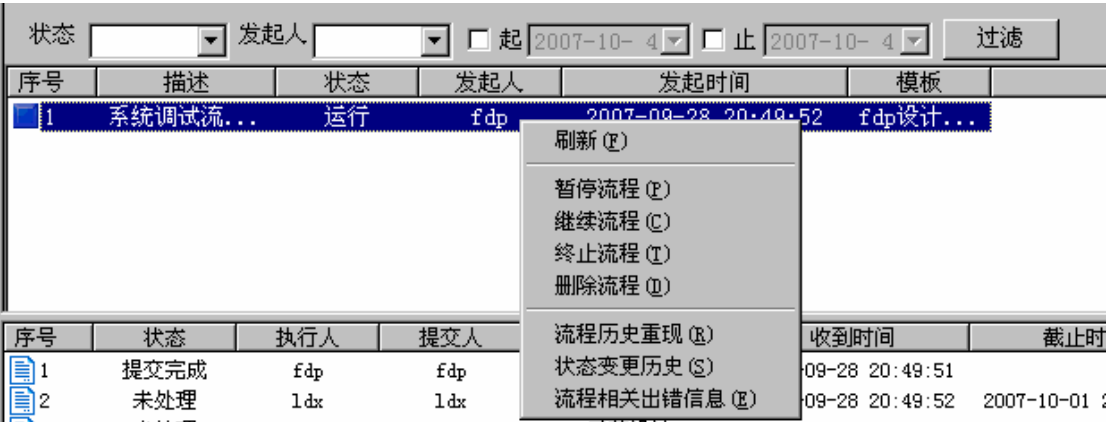 状态 发起人 起 2007-10- 4 止 2007-10- 4 过滤
序号 描述 状态 发起人 发起时间 模板
1 系统调试流... 运行 fdp 2007-09-28 20:49:52 fdp设计...
刷新(F)
暂停流程(P)
继续流程(C)
终止流程(T)
删除流程(D)
流程历史重现(R)
状态变更历史(S)
流程相关出错信息(E)
序号 状态 执行人 提交人 收到时间 截止时
1 提交完成 fdp fdp -09-28 20:49:51
2 未处理 ldx ldx -09-28 20:49:52 2007-10-01